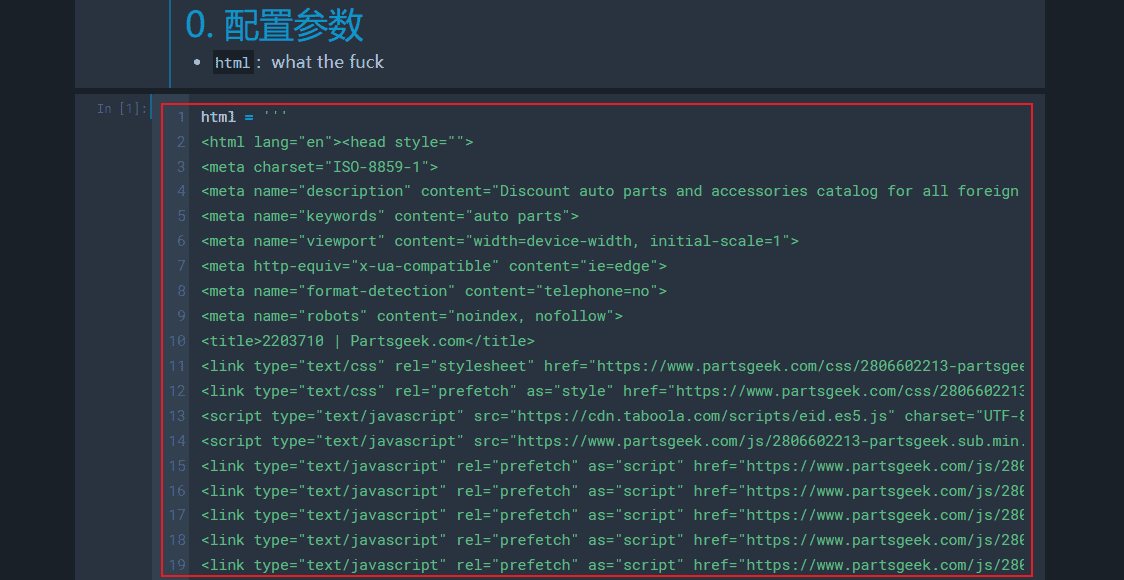 0. 配置参数
• html: what the fuck
In [1]:
1 html = '''
2 <html lang="en"><head style="">
3 <meta charset="ISO-8859-1">
4 <meta name="description" content="Discount auto parts and accessories catalog for all foreign
5 <meta name="keywords" content="auto parts">
6 <meta name="viewport" content="width=device-width, initial-scale=1">
7 <meta http-equiv="x-ua-compatible" content="ie=edge">
8 <meta name="format-detection" content="telephone=no">
9 <meta name="robots" content="noindex, nofollow">
10 <title>2203710 | Partsgeek.com</title>
11 <link type="text/css" rel="stylesheet" href="https://www.partsgeek.com/css/2806602213-partsgee
12 <link type="text/css" rel="prefetch" as="style" href="https://www.partsgeek.com/css/2806602213
13 <script type="text/javascript" src="https://cdn.taboola.com/scripts/eid.es5.js" charset="UTF-8
14 <script type="text/javascript" src="https://www.partsgeek.com/js/2806602213-partsgeek.sub.min.
15 <link type="text/javascript" rel="prefetch" as="script" href="https://www.partsgeek.com/js/280
16 <link type="text/javascript" rel="prefetch" as="script" href="https://www.partsgeek.com/js/280
17 <link type="text/javascript" rel="prefetch" as="script" href="https://www.partsgeek.com/js/280
18 <link type="text/javascript" rel="prefetch" as="script" href="https://www.partsgeek.com/js/280
19 <link type="text/javascript" rel="prefetch" as="script" href="https://www.partsgeek.com/js/280